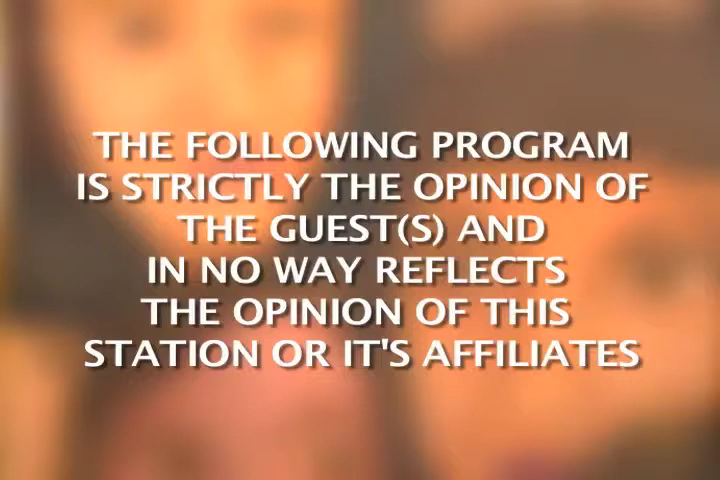 THE FOLLOWING PROGRAM
IS STRICTLY THE OPINION OF
THE GUEST(S) AND
IN NO WAY REFLECTS
THE OPINION OF THIS
STATION OR IT'S AFFILIATES